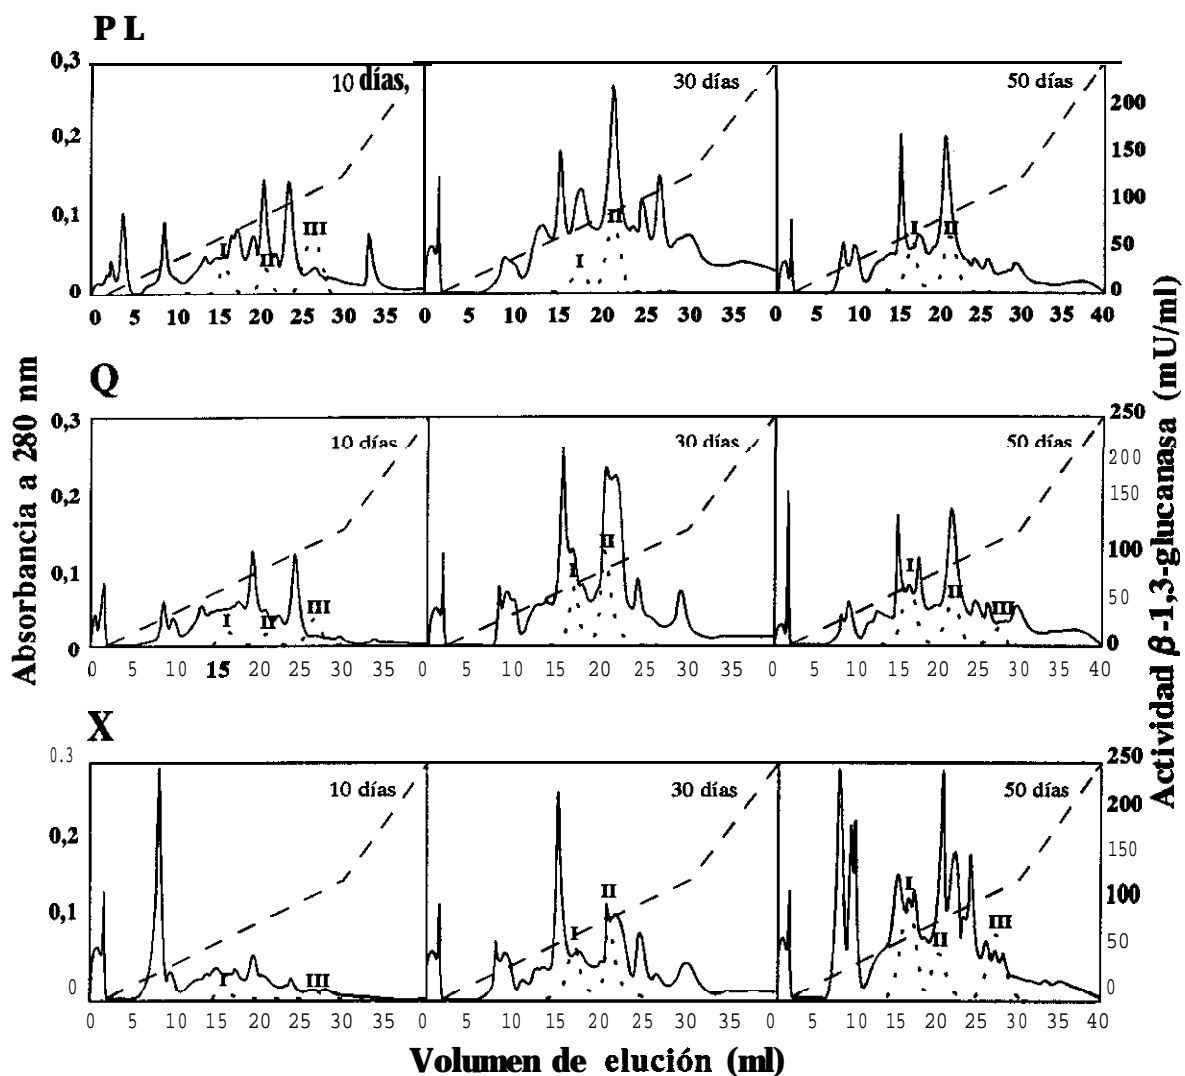 P L
0,3
0,2
0,1
0
10 días,
30 días
50 días
I
II
III
I
II
I
II
200
150
100
50
0
0 5 10 15 20 25 30 35
0 5 10 15 20 25 30 35
0 5 10 15 20 25 30 35 40
Q
0,3
0,2
0,1
0
10 días
30 días
50 días
I
II
III
I
II
I
II
III
250
200
150
100
50
0
0 5 10 15 20 25 30 35
0 5 10 15 20 25 30 35
0 5 10 15 20 25 30 35 40
X
0.3
0,2
0,1
0
10 días
30 días
50 días
I
III
I
II
I
II
III
250
200
150
100
50
0
0 5 10 15 20 25 30 35
0 5 10 15 20 25 30 35
0 5 10 15 20 25 30 35 40
Absorbancia a 280 nm
Actividad β-1,3-glucanasa (mU/ml)
Volumen de elución (ml)